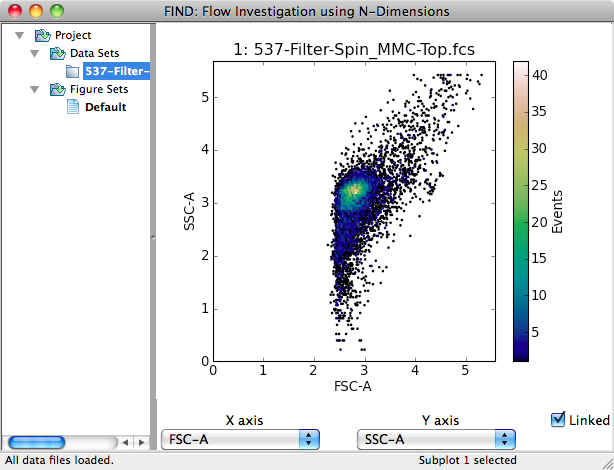 FIND: Flow Investigation using N-Dimensions
Project
Data Sets
537-Filter-
Figure Sets
Default
1: 537-Filter-Spin_MMC-Top.fcs
SSC-A
5
4
3
2
1
0
0 1 2 3 4 5
FSC-A
40
35
30
25
20
15
10
5
Events
X axis
Y axis
Linked
FSC-A
SSC-A
All data files loaded.
Subplot 1 selected